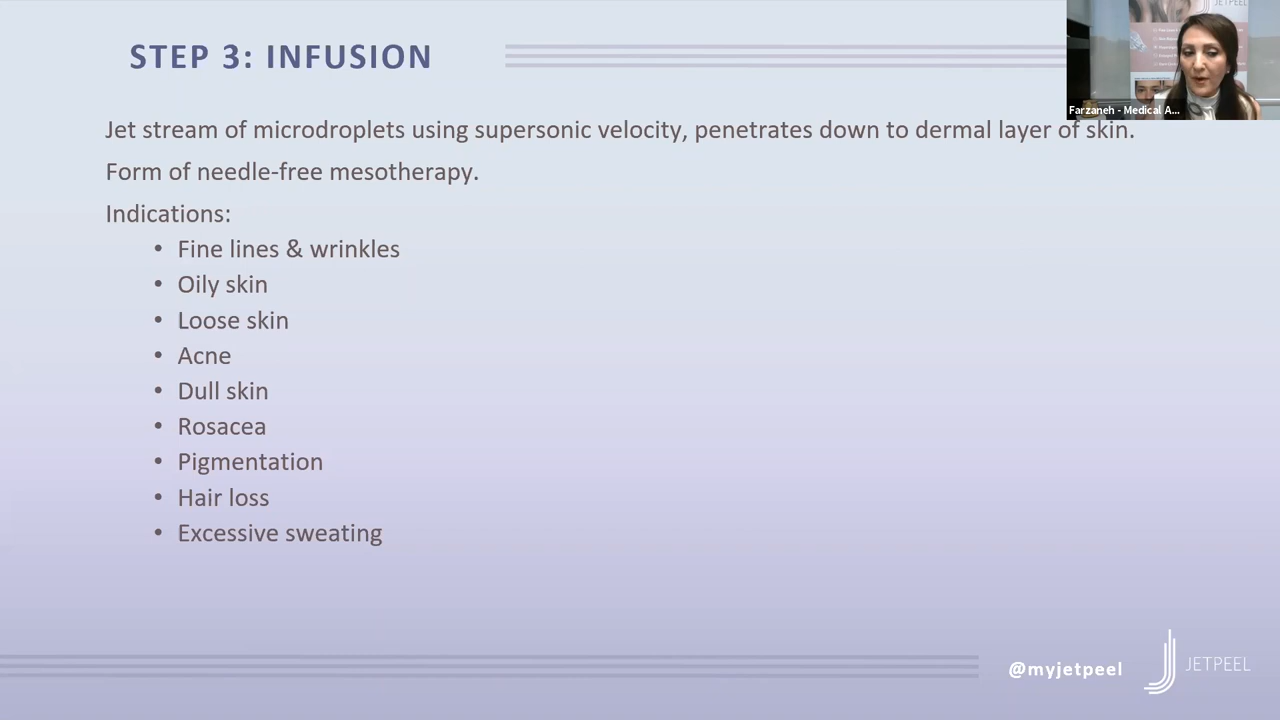 STEP 3: INFUSION
JETPEEL
Farzaneh - Medical A...
Jet stream of microdroplets using supersonic velocity, penetrates down to dermal layer of skin.
Form of needle-free mesotherapy.
Indications:
• Fine lines & wrinkles
• Oily skin
• Loose skin
• Acne
• Dull skin
• Rosacea
• Pigmentation
• Hair loss
• Excessive sweating
@myjetpeel
JETPEEL